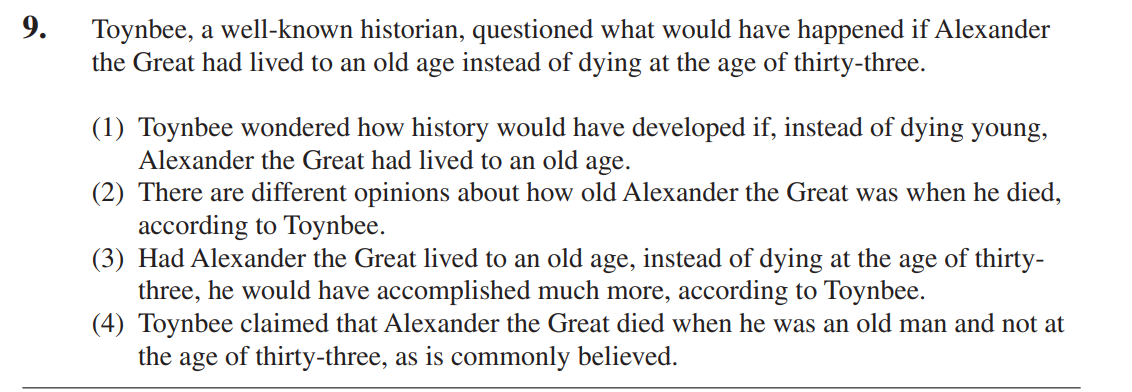 9. Toynbee, a well-known historian, questioned what would have happened if Alexander
the Great had lived to an old age instead of dying at the age of thirty-three.
(1) Toynbee wondered how history would have developed if, instead of dying young,
Alexander the Great had lived to an old age.
(2) There are different opinions about how old Alexander the Great was when he died,
according to Toynbee.
(3) Had Alexander the Great lived to an old age, instead of dying at the age of thirty-
three, he would have accomplished much more, according to Toynbee.
(4) Toynbee claimed that Alexander the Great died when he was an old man and not at
the age of thirty-three, as is commonly believed.